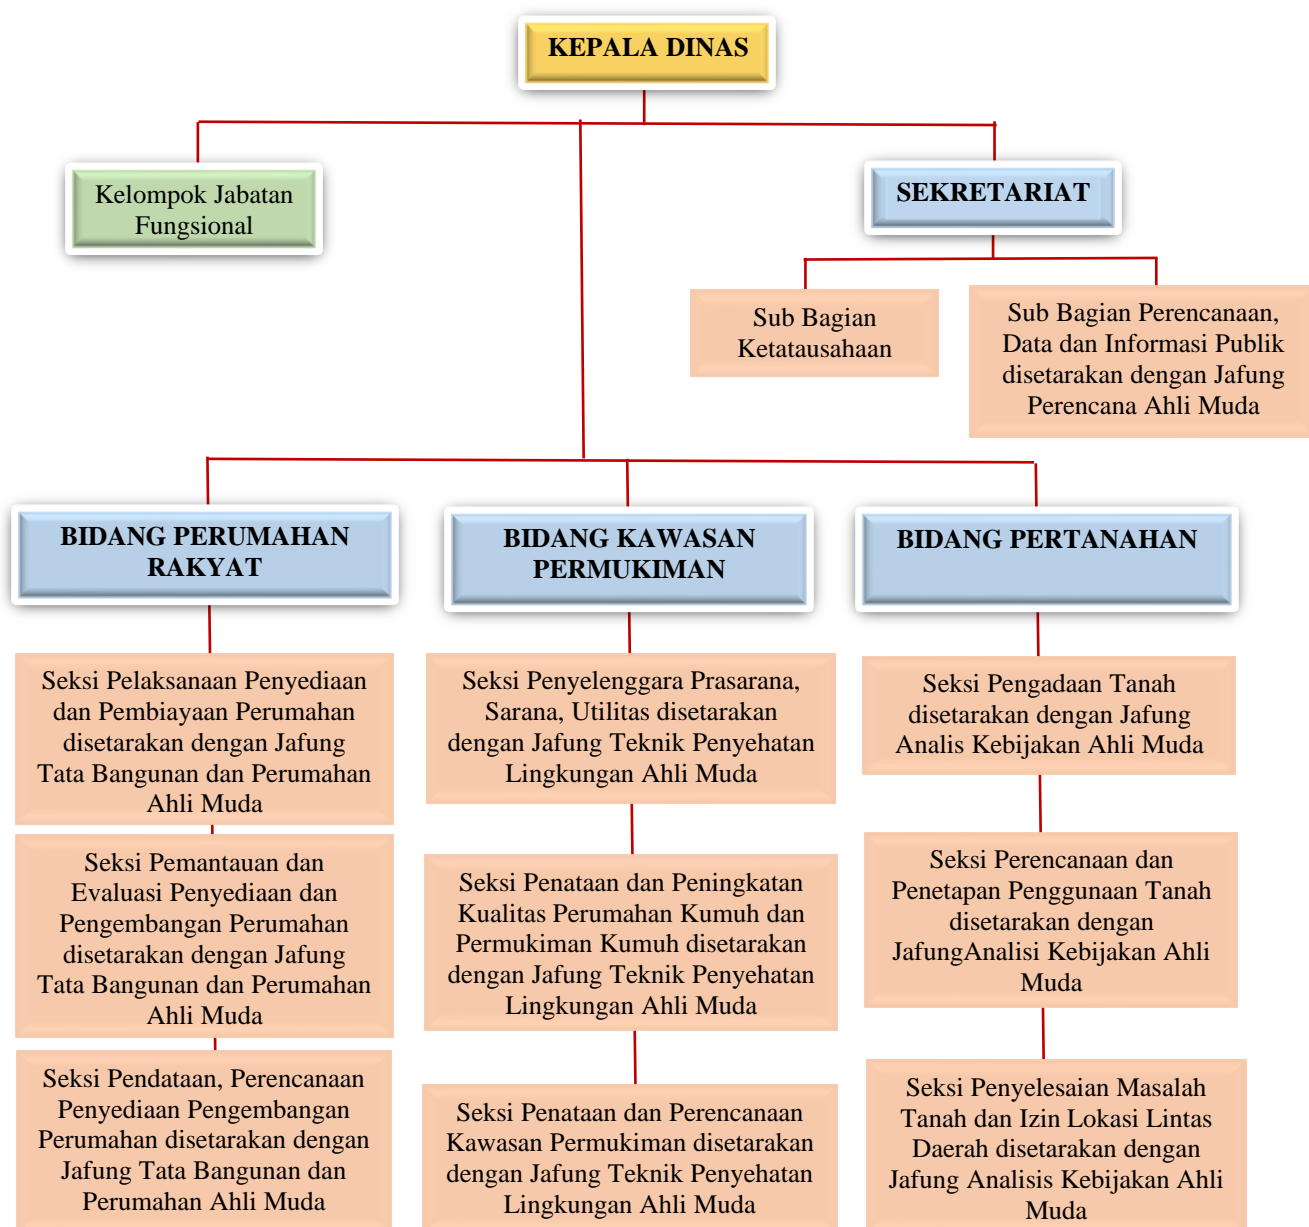 KEPALA DINAS
Kelompok Jabatan
Fungsional
SEKRETARIAT
Sub Bagian
Ketatausahaan
Sub Bagian Perencanaan,
Data dan Informasi Publik
disetarakan dengan Jafung
Perencana Ahli Muda
BIDANG PERUMAHAN
RAKYAT
BIDANG KAWASAN
PERMUKIMAN
BIDANG PERTANAHAN
Seksi Pelaksanaan Penyediaan
dan Pembiayaan Perumahan
disetarakan dengan Jafung
Tata Bangunan dan Perumahan
Ahli Muda
Seksi Penyelenggara Prasarana,
Sarana, Utilitas disetarakan
dengan Jafung Teknik Penyehatan
Lingkungan Ahli Muda
Seksi Pengadaan Tanah
disetarakan dengan Jafung
Analis Kebijakan Ahli Muda
Seksi Pemantauan dan
Evaluasi Penyediaan dan
Pengembangan Perumahan
disetarakan dengan Jafung
Tata Bangunan dan Perumahan
Ahli Muda
Seksi Penataan dan Peningkatan
Kualitas Perumahan Kumuh dan
Permukiman Kumuh disetarakan
dengan Jafung Teknik Penyehatan
Lingkungan Ahli Muda
Seksi Perencanaan dan
Penetapan Penggunaan Tanah
disetarakan dengan
JafungAnalisi Kebijakan Ahli
Muda
Seksi Pendataan, Perencanaan
Penyediaan Pengembangan
Perumahan disetarakan dengan
Jafung Tata Bangunan dan
Perumahan Ahli Muda
Seksi Penataan dan Perencanaan
Kawasan Permukiman disetarakan
dengan Jafung Teknik Penyehatan
Lingkungan Ahli Muda
Seksi Penyelesaian Masalah
Tanah dan Izin Lokasi Lintas
Daerah disetarakan dengan
Jafung Analisis Kebijakan Ahli
Muda